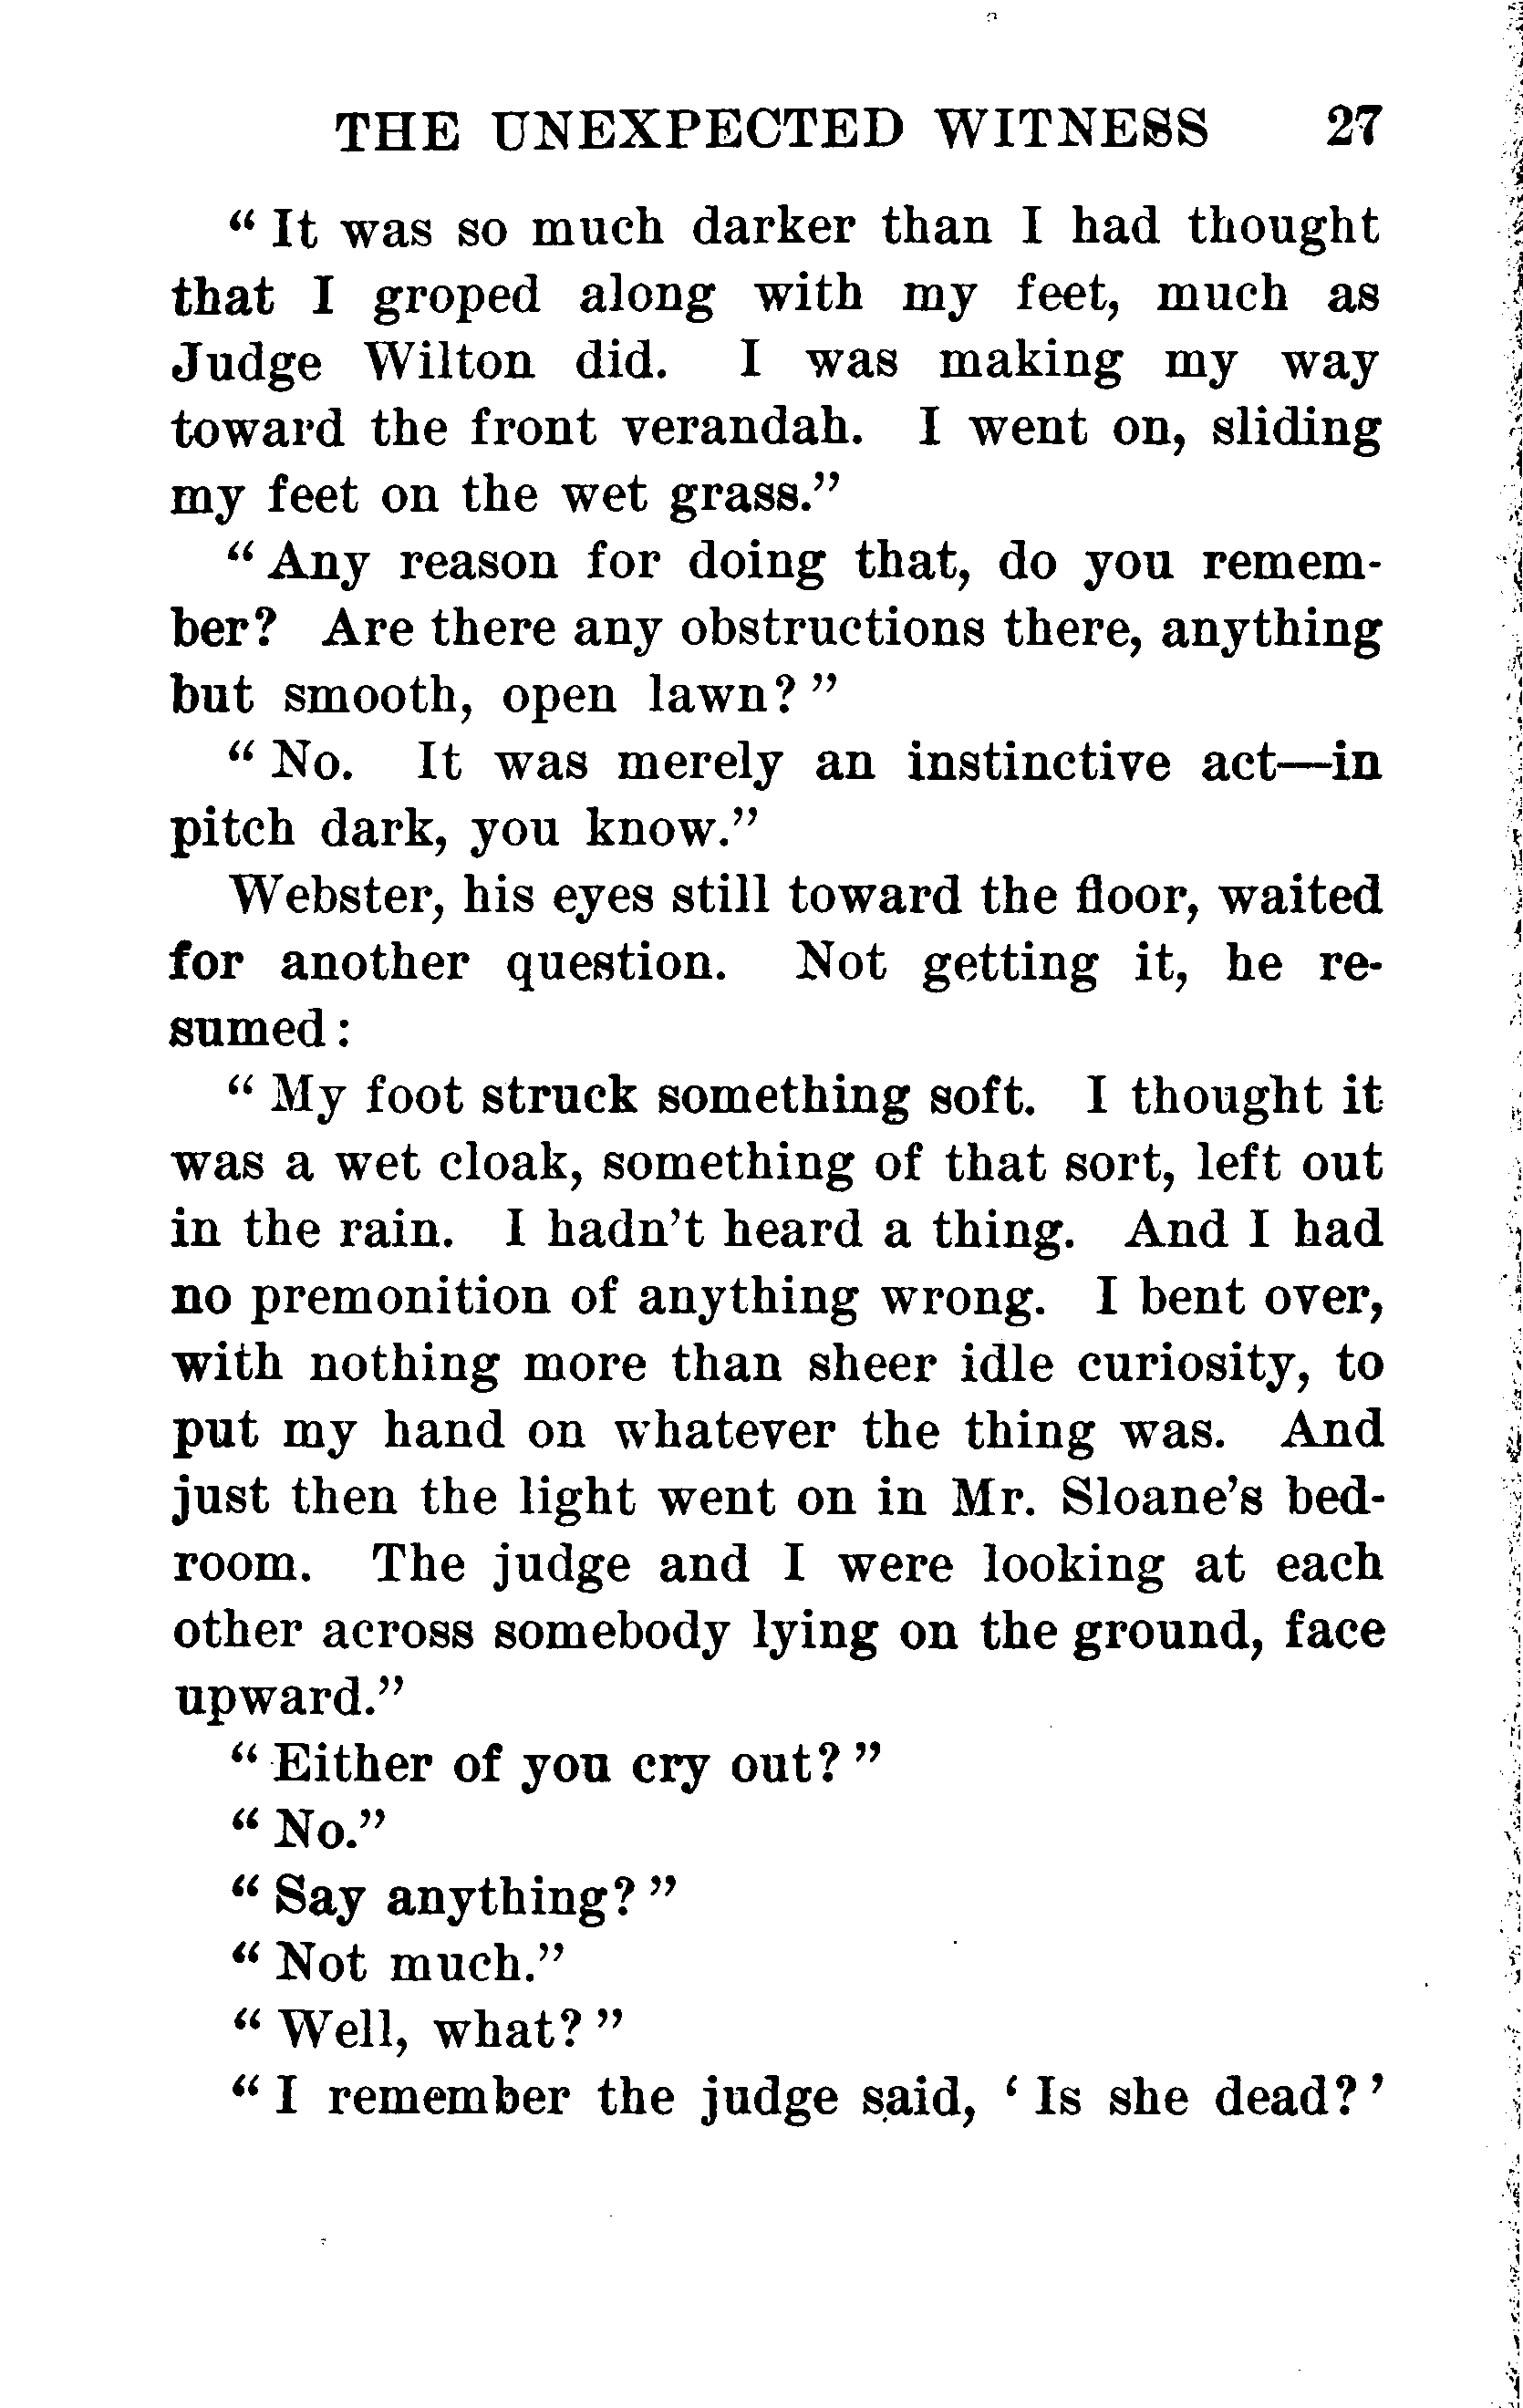 THE UNEXPECTED WITNESS 27
“ It was so much darker than I had thought
that I groped along with my feet, much as
Judge Wilton did. I was making my way
toward the front verandah. I went on, sliding
my feet on the wet grass.”
“ Any reason for doing that, do you remem-
ber? Are there any obstructions there, anything
but smooth, open lawn? ”
“ No. It was merely an instinctive act—in
pitch dark, you know.”
Webster, his eyes still toward the floor, waited
for another question. Not getting it, he re-
sumed :
“ My foot struck something soft. I thought it
was a wet cloak, something of that sort, left out
in the rain. I hadn’t heard a thing. And I had
no premonition of anything wrong. I bent over,
with nothing more than sheer idle curiosity, to
put my hand on whatever the thing was. And
just then the light went on in Mr. Sloane’s bed-
room. The judge and I were looking at each
other across somebody lying on the ground, face
upward.”
“ Either of you cry out? ”
“ No.”
“ Say anything? ”
“ Not much.”
“ Well, what? ”
“ I remember the judge said, ‘ Is she dead? ’